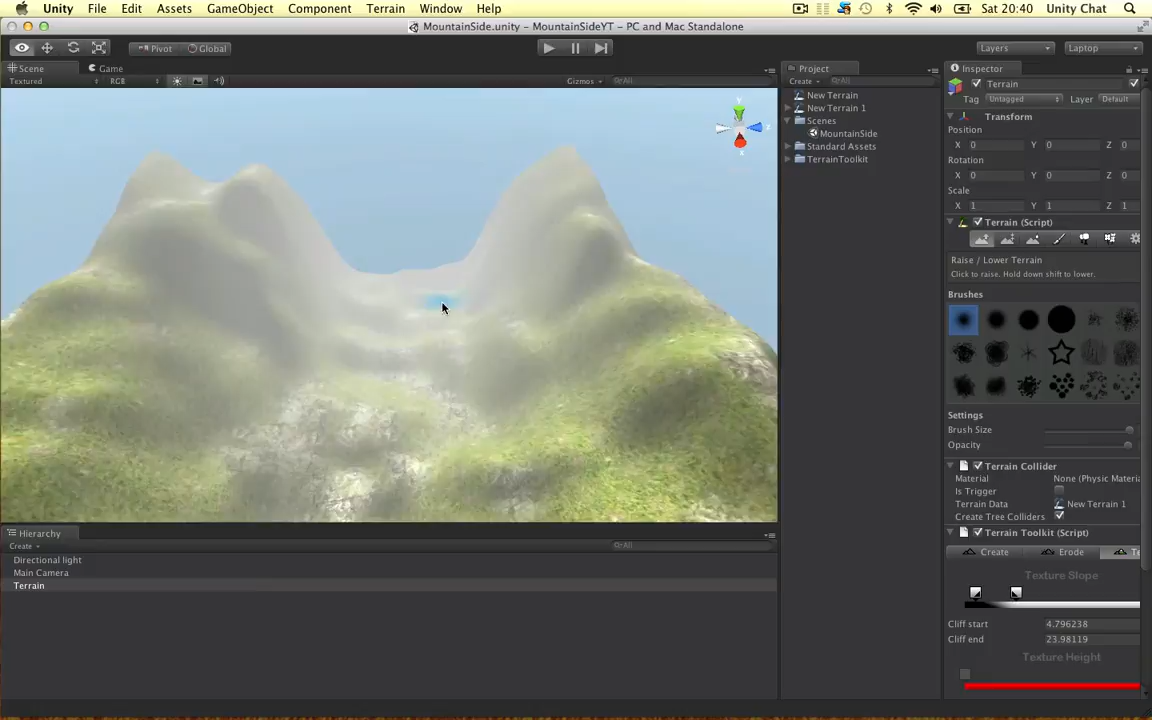 Unity File Edit Assets GameObject Component Terrain Window Help Sat 20:40 Unity Chat
MountainSide.unity – MountainSideYT – PC and Mac Standalone
Pivot Global Layers Laptop
Scene Game
Textured RGB Gizmos All
Project
Create All
New Terrain
New Terrain 1
Scenes
MountainSide
Standard Assets
TerrainToolkit
Inspector
Terrain
Tag Untagged Layer Default
Transform
Position
X 0 Y 0 Z 0
Rotation
X 0 Y 0 Z 0
Scale
X 1 Y 1 Z 1
Terrain (Script)
Raise / Lower Terrain
Click to raise. Hold down shift to lower.
Brushes
Settings
Brush Size
Opacity
Terrain Collider
Material None (Physic Materia
Is Trigger
Terrain Data New Terrain 1
Create Tree Colliders
Terrain Toolkit (Script)
Create Erode Te
Texture Slope
Cliff start 4.796238
Cliff end 23.98119
Texture Height
y
x
x
Hierarchy
Create All
Directional light
Main Camera
Terrain